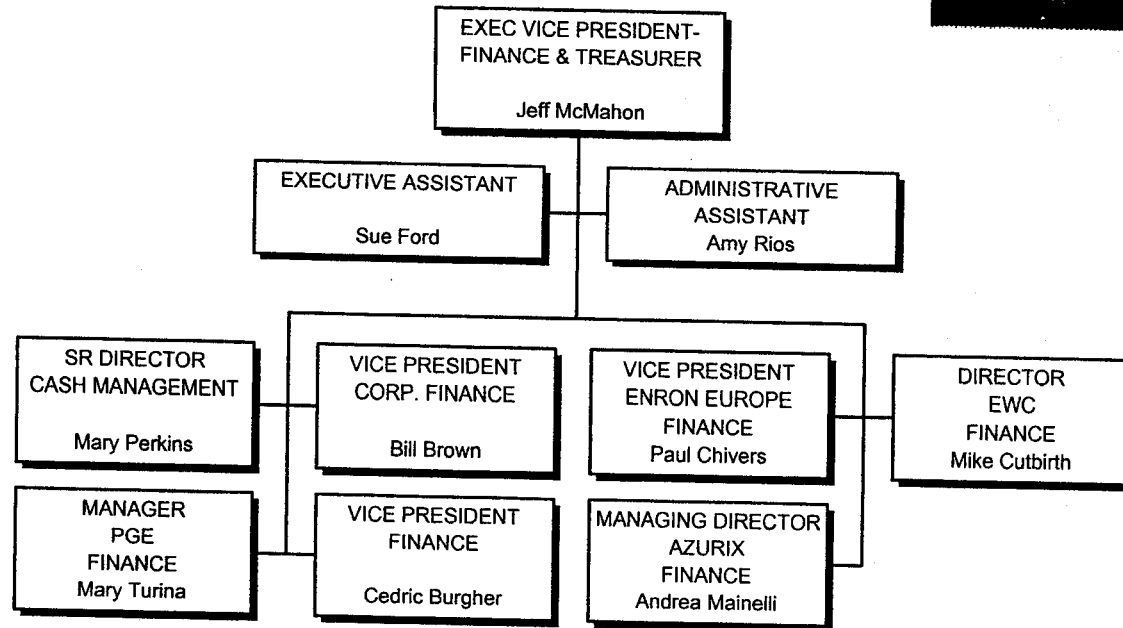 EXEC VICE PRESIDENT-
FINANCE & TREASURER
Jeff McMahon
EXECUTIVE ASSISTANT
Sue Ford
ADMINISTRATIVE
ASSISTANT
Amy Rios
SR DIRECTOR
CASH MANAGEMENT
Mary Perkins
VICE PRESIDENT
CORP. FINANCE
Bill Brown
VICE PRESIDENT
ENRON EUROPE
FINANCE
Paul Chivers
DIRECTOR
EWC
FINANCE
Mike Cutbirth
MANAGER
PGE
FINANCE
Mary Turina
VICE PRESIDENT
FINANCE
Cedric Burgher
MANAGING DIRECTOR
AZURIX
FINANCE
Andrea Mainelli